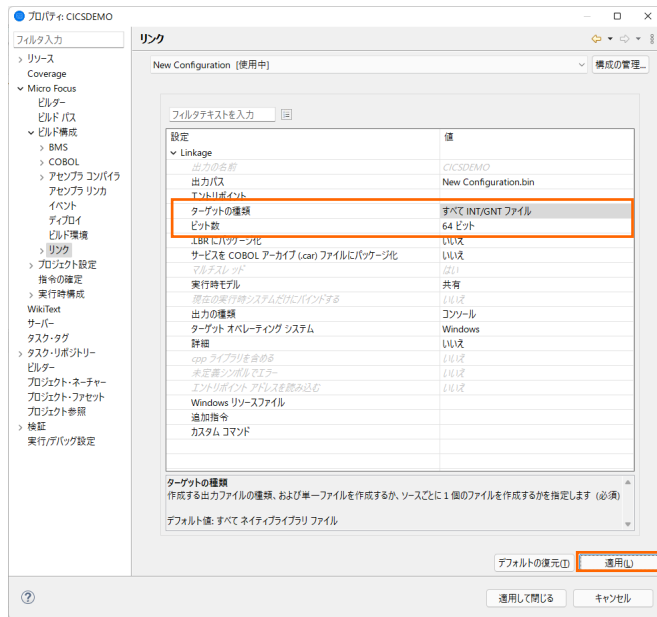 プロパティ: CICSDEMO
フィルタ入力
リソース
Coverage
Micro Focus
ビルダー
ビルド パス
ビルド構成
BMS
COBOL
アセンブラ コンパイラ
アセンブラ リンカ
イベント
ディプロイ
ビルド環境
リンク
プロジェクト設定
指令の確定
実行時構成
WikiText
サーバー
タスク・タグ
タスク・リポジトリー
ビルダー
プロジェクト・ネーチャー
プロジェクト・ファセット
プロジェクト参照
検証
実行/デバッグ設定
リンク
New Configuration [使用中]
構成の管理...
フィルタテキストを入力
設定 値
Linkage
出力の名前 CICSDEMO
出力パス New Configuration.bin
エントリポイント
ターゲットの種類 すべて INT/GNT ファイル
ビット数 64 ビット
.LBR にパッケージ化 いいえ
サービスを COBOL アーカイブ (.car) ファイルにパッケージ化 いいえ
マルチスレッド はい
実行時モデル 共有
現在の実行時システムだけにバインドする いいえ
出力の種類 コンソール
ターゲット オペレーティング システム Windows
詳細 いいえ
cpp ライブラリを含める いいえ
未定義シンボルでエラー いいえ
エントリポイント アドレスを読み込む いいえ
Windows リソースファイル
追加指令
カスタム コマンド
ターゲットの種類
作成する出力ファイルの種類、および単一ファイルを作成するか、ソースごとに 1 個のファイルを作成するかを指定します (必須)
デフォルト値: すべて ネイティブライブラリ ファイル
デフォルトの復元(T) 適用(L)
適用して閉じる キャンセル